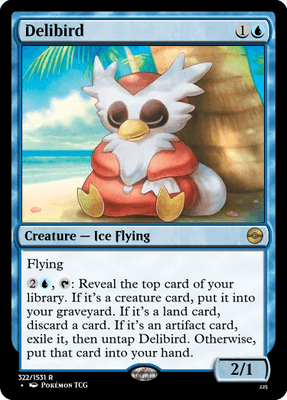 Delibird 1
Creature — Ice Flying
Flying
2, : Reveal the top card of your
library. If it's a creature card, put it into
your graveyard. If it's a land card,
discard a card. If it's an artifact card,
exile it, then untap Delibird. Otherwise,
put that card into your hand.
2/1
322/1531 R
• Pokémon TCG